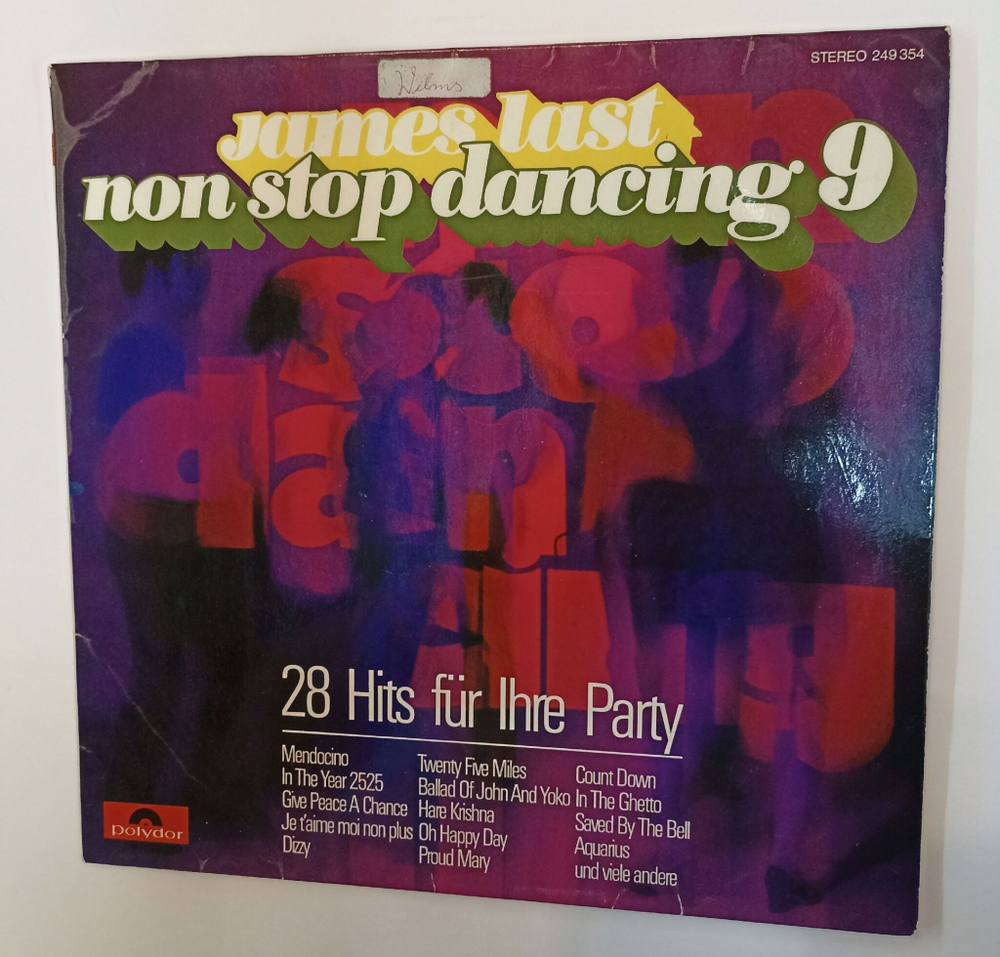 STEREO 249 354
Wilms
james last
non stop dancing 9
28 Hits für Ihre Party
Mendocino
In The Year 2525
Give Peace A Chance
Je t'aime moi non plus
Dizzy
Twenty Five Miles
Ballad Of John And Yoko
Hare Krishna
Oh Happy Day
Proud Mary
Count Down
In The Ghetto
Saved By The Bell
Aquarius
und viele andere
polydor